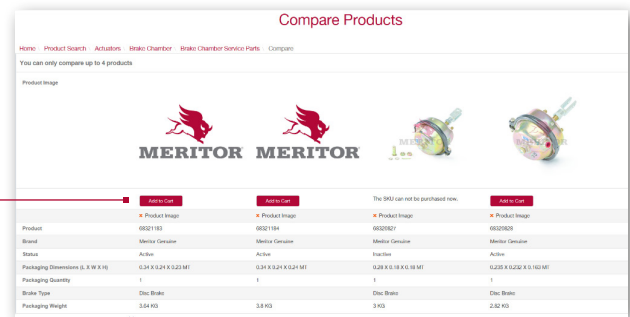 Compare Products
Home Product Search Actuators Brake Chamber Brake Chamber Service Parts Compare
You can only compare up to 4 products
Product Image
MERITOR MERITOR MERITOR MERITOR
Add to Cart Add to Cart The SKU can not be purchased now. Add to Cart
× Product Image × Product Image × Product Image × Product Image
Product 68321183 68321184 68320827 68320828
Brand Meritor Genuine Meritor Genuine Meritor Genuine Meritor Genuine
Status Active Active Inactive Active
Packaging Dimensions (L X W X H) 0.34 X 0.24 X 0.23 MT 0.34 X 0.24 X 0.24 MT 0.28 X 0.18 X 0.18 MT 0.235 X 0.232 X 0.163 MT
Packaging Quantity 1 1 1 1
Brake Type Disc Brake Disc Brake Disc Brake Disc Brake
Packaging Weight 3.64 KG 3.8 KG 3 KG 2.82 KG